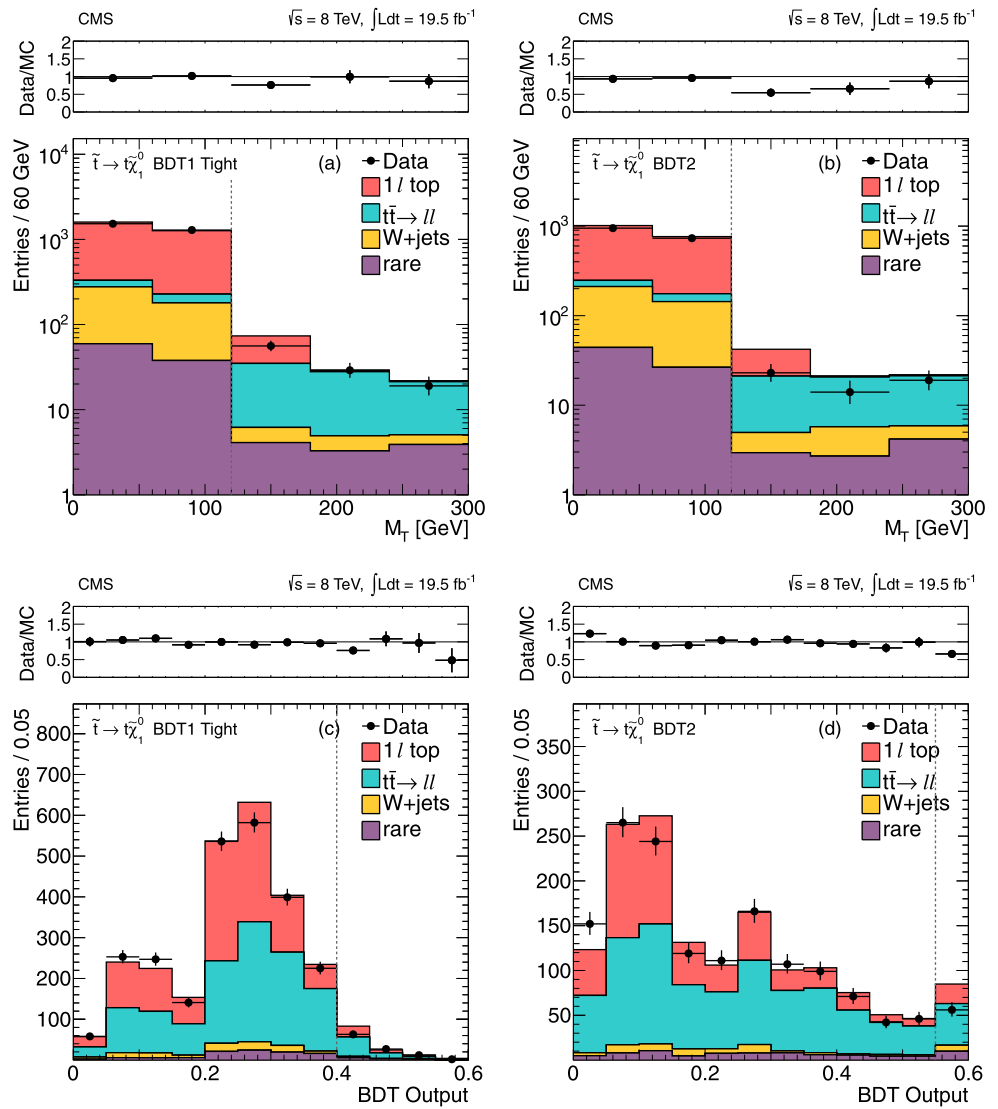 CMS √s = 8 TeV, ∫Ldt = 19.5 fb⁻¹
Data/MC
2
1.5
1
0.5
0
t̃ → tχ̃₁⁰ BDT1 Tight (a)
Data
1 l top
tt̄ → ll
W+jets
rare
Entries / 60 GeV
10⁴
10³
10²
10
1
0 100 200 300
M_T [GeV]
CMS √s = 8 TeV, ∫Ldt = 19.5 fb⁻¹
Data/MC
2
1.5
1
0.5
0
t̃ → tχ̃₁⁰ BDT2 (b)
Data
1 l top
tt̄ → ll
W+jets
rare
Entries / 60 GeV
10⁴
10³
10²
10
1
0 100 200 300
M_T [GeV]
CMS √s = 8 TeV, ∫Ldt = 19.5 fb⁻¹
Data/MC
2
1.5
1
0.5
0
t̃ → tχ̃₁⁰ BDT1 Tight (c)
Data
1 l top
tt̄ → ll
W+jets
rare
Entries / 0.05
800
700
600
500
400
300
200
100
0 0.2 0.4 0.6
BDT Output
CMS √s = 8 TeV, ∫Ldt = 19.5 fb⁻¹
Data/MC
2
1.5
1
0.5
0
t̃ → tχ̃₁⁰ BDT2 (d)
Data
1 l top
tt̄ → ll
W+jets
rare
Entries / 0.05
350
300
250
200
150
100
50
0 0.2 0.4 0.6
BDT Output